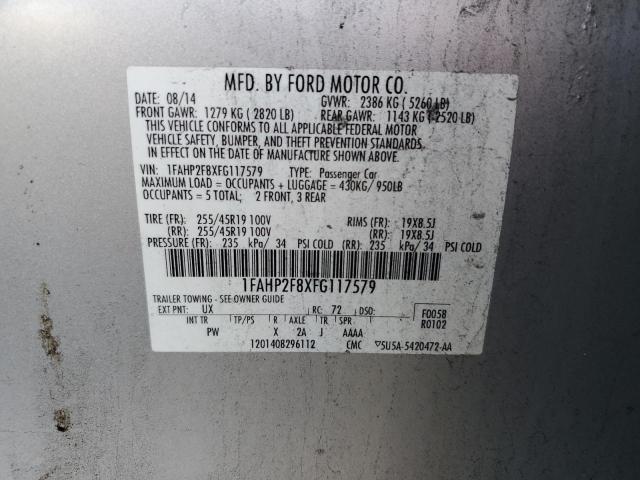 MFD. BY FORD MOTOR CO.
DATE: 08/14 GVWR: 2386 KG ( 5260 LB)
FRONT GAWR: 1279 KG ( 2820 LB) REAR GAWR: 1143 KG ( 2520 LB)
THIS VEHICLE CONFORMS TO ALL APPLICABLE FEDERAL MOTOR
VEHICLE SAFETY, BUMPER, AND THEFT PREVENTION STANDARDS
IN EFFECT ON THE DATE OF MANUFACTURE SHOWN ABOVE.
VIN: 1FAHP2F8XFG117579 TYPE: Passenger Car
MAXIMUM LOAD = OCCUPANTS + LUGGAGE = 430KG/ 950LB
OCCUPANTS = 5 TOTAL; 2 FRONT, 3 REAR
TIRE (FR): 255/45R19 100V RIMS (FR): 19X8.5J
(RR): 255/45R19 100V (RR): 19X8.5J
PRESSURE (FR): 235 kPa/ 34 PSI COLD (RR): 235 kPa/ 34 PSI COLD
1FAHP2F8XFG117579
TRAILER TOWING - SEE OWNER GUIDE
EXT PNT: UX RC: 72 DSO: F0058
INT TR TP/PS R AXLE TR SPR R0102
PW X 2A J AAAA
1201408296112 CMC ▽5U5A-5420472-AA